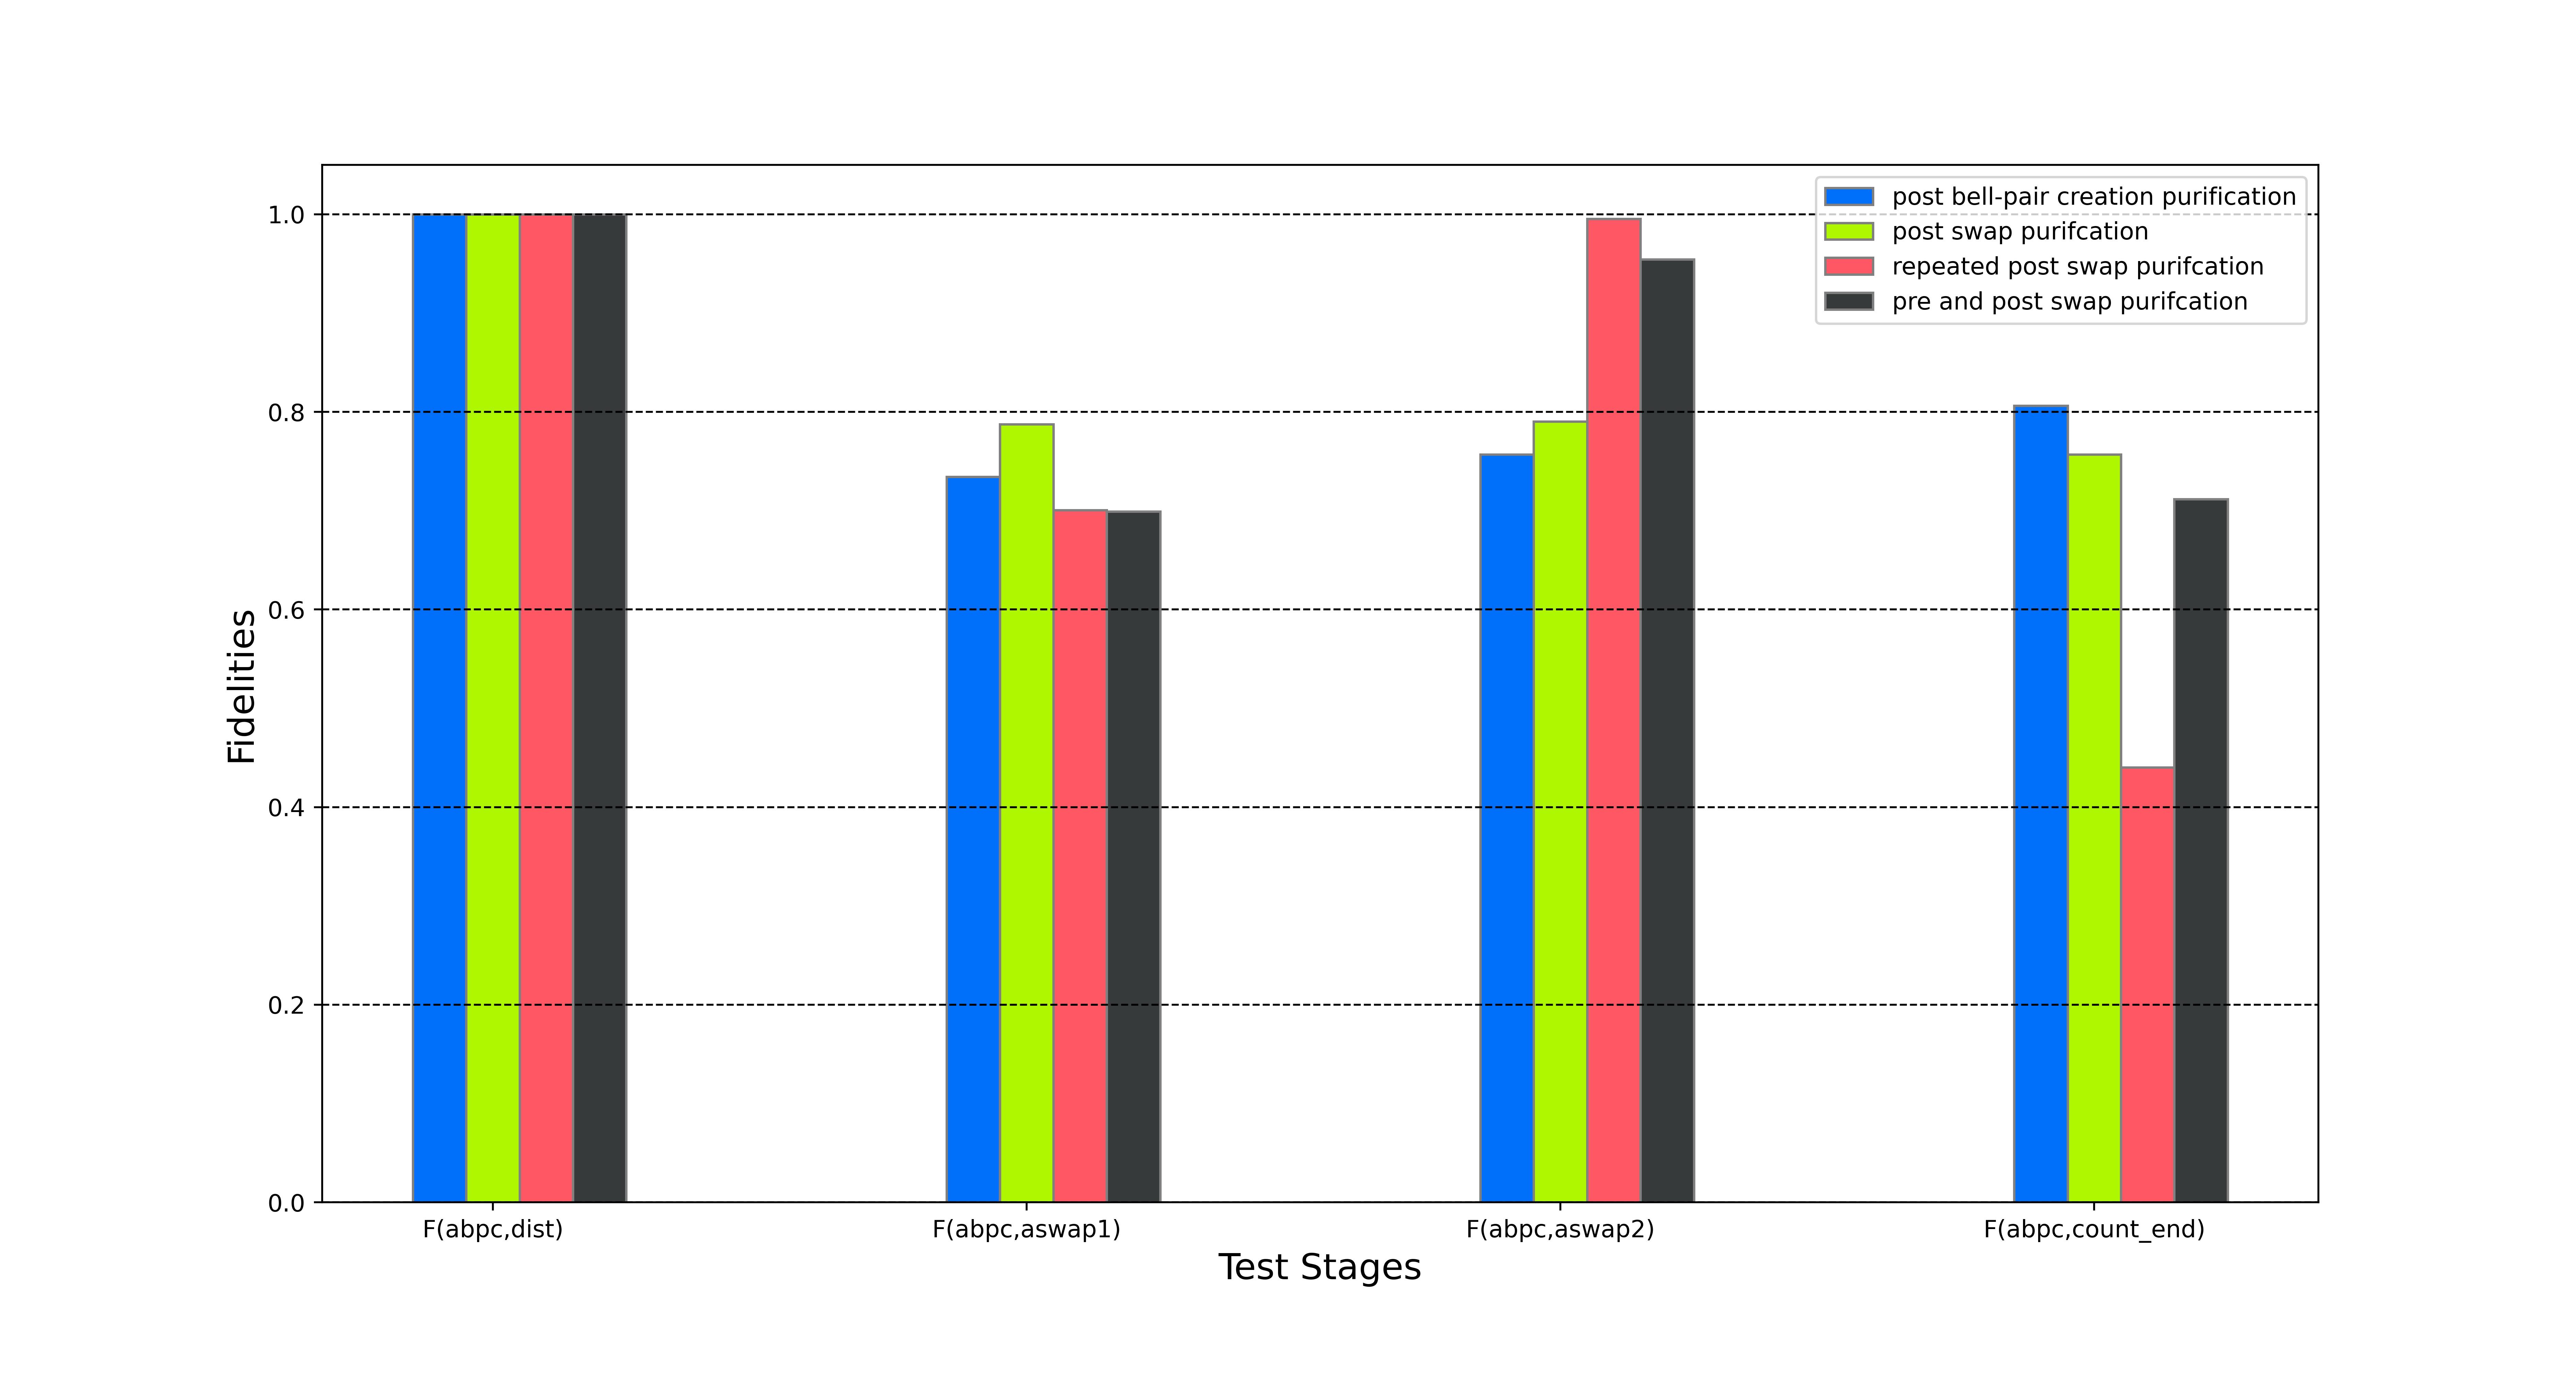 post bell-pair creation purification
post swap purifcation
repeated post swap purifcation
pre and post swap purifcation
Fidelities
1.0
0.8
0.6
0.4
0.2
0.0
F(abpc,dist)
F(abpc,aswap1)
F(abpc,aswap2)
F(abpc,count_end)
Test Stages